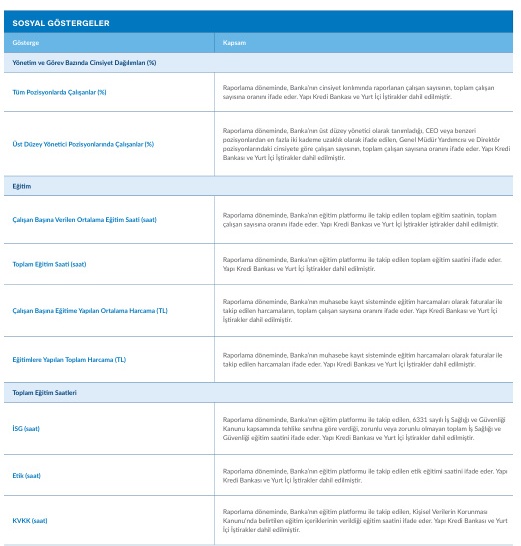 SOSYAL GÖSTERGELER
Gösterge
Kapsam
Yönetim ve Görev Bazında Cinsiyet Dağılımları (%)
Tüm Pozisyonlarda Çalışanlar (%)
Raporlama döneminde, Banka'nın cinsiyet kırılımında raporlanan çalışan sayısının, toplam çalışan
sayısına oranını ifade eder. Yapı Kredi Bankası ve Yurt İçi İştirakler dahil edilmiştir.
Üst Düzey Yönetici Pozisyonlarında Çalışanlar (%)
Raporlama döneminde, Banka'nın üst düzey yönetici olarak tanımladığı, CEO veya benzeri
pozisyonlardan en fazla iki kademe uzaklık olarak ifade edilen, Genel Müdür Yardımcısı ve Direktör
pozisyonlarındaki cinsiyete göre çalışan sayısının, toplam çalışan sayısına oranını ifade eder. Yapı Kredi
Bankası ve Yurt İçi İştirakler dahil edilmiştir.
Eğitim
Çalışan Başına Verilen Ortalama Eğitim Saati (saat)
Raporlama döneminde, Banka'nın eğitim platformu ile takip edilen toplam eğitim saatinin, toplam
çalışan sayısına oranını ifade eder. Yapı Kredi Bankası ve Yurt İçi İştirakler iştirakler dahil edilmiştir.
Toplam Eğitim Saati (saat)
Raporlama döneminde, Banka'nın eğitim platformu ile takip edilen toplam eğitim saatini ifade eder.
Yapı Kredi Bankası ve Yurt İçi İştirakler dahil edilmiştir.
Çalışan Başına Eğitime Yapılan Ortalama Harcama (TL)
Raporlama döneminde, Banka'nın muhasebe kayıt sisteminde eğitim harcamaları olarak faturalar ile
takip edilen harcamaların, toplam çalışan sayısına oranını ifade eder. Yapı Kredi Bankası ve Yurt İçi
İştirakler dahil edilmiştir.
Eğitimlere Yapılan Toplam Harcama (TL)
Raporlama döneminde, Banka'nın muhasebe kayıt sisteminde eğitim harcamaları olarak faturalar ile
takip edilen harcamaları ifade eder. Yapı Kredi Bankası ve Yurt İçi İştirakler dahil edilmiştir.
Toplam Eğitim Saatleri
İSG (saat)
Raporlama döneminde, Banka'nın eğitim platformu ile takip edilen, 6331 sayılı İş Sağlığı ve Güvenliği
Kanunu kapsamında tehlike sınıfına göre verdiği, zorunlu veya zorunlu olmayan toplam İş Sağlığı ve
Güvenliği eğitim saatini ifade eder. Yapı Kredi Bankası ve Yurt İçi İştirakler dahil edilmiştir.
Etik (saat)
Raporlama döneminde, Banka'nın eğitim platformu ile takip edilen etik eğitimi saatini ifade eder. Yapı
Kredi Bankası ve Yurt İçi İştirakler dahil edilmiştir.
KVKK (saat)
Raporlama döneminde, Banka'nın eğitim platformu ile takip edilen, Kişisel Verilerin Korunması
Kanunu'nda belirtilen eğitim içeriklerinin verildiği eğitim saatini ifade eder. Yapı Kredi Bankası ve Yurt
İçi İştirakler dahil edilmiştir.